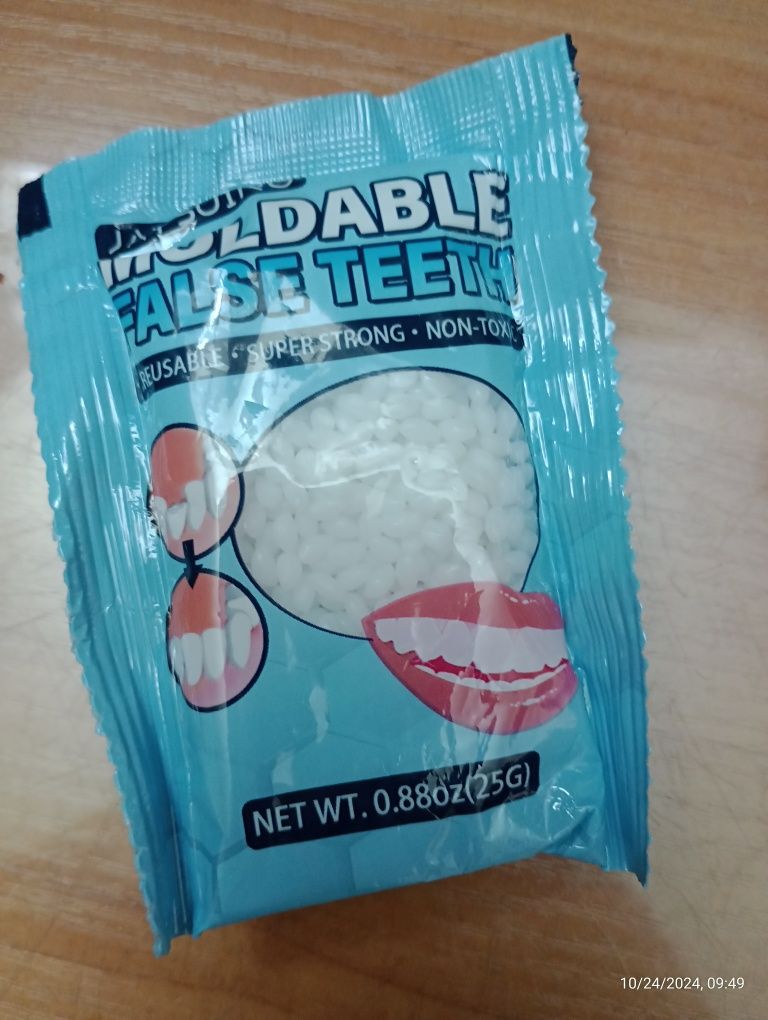 MOLDABLE
FALSE TEETH
REUSABLE • SUPER STRONG • NON-TOXIC
NET WT. 0.88oz(25G)
10/24/2024, 09:49